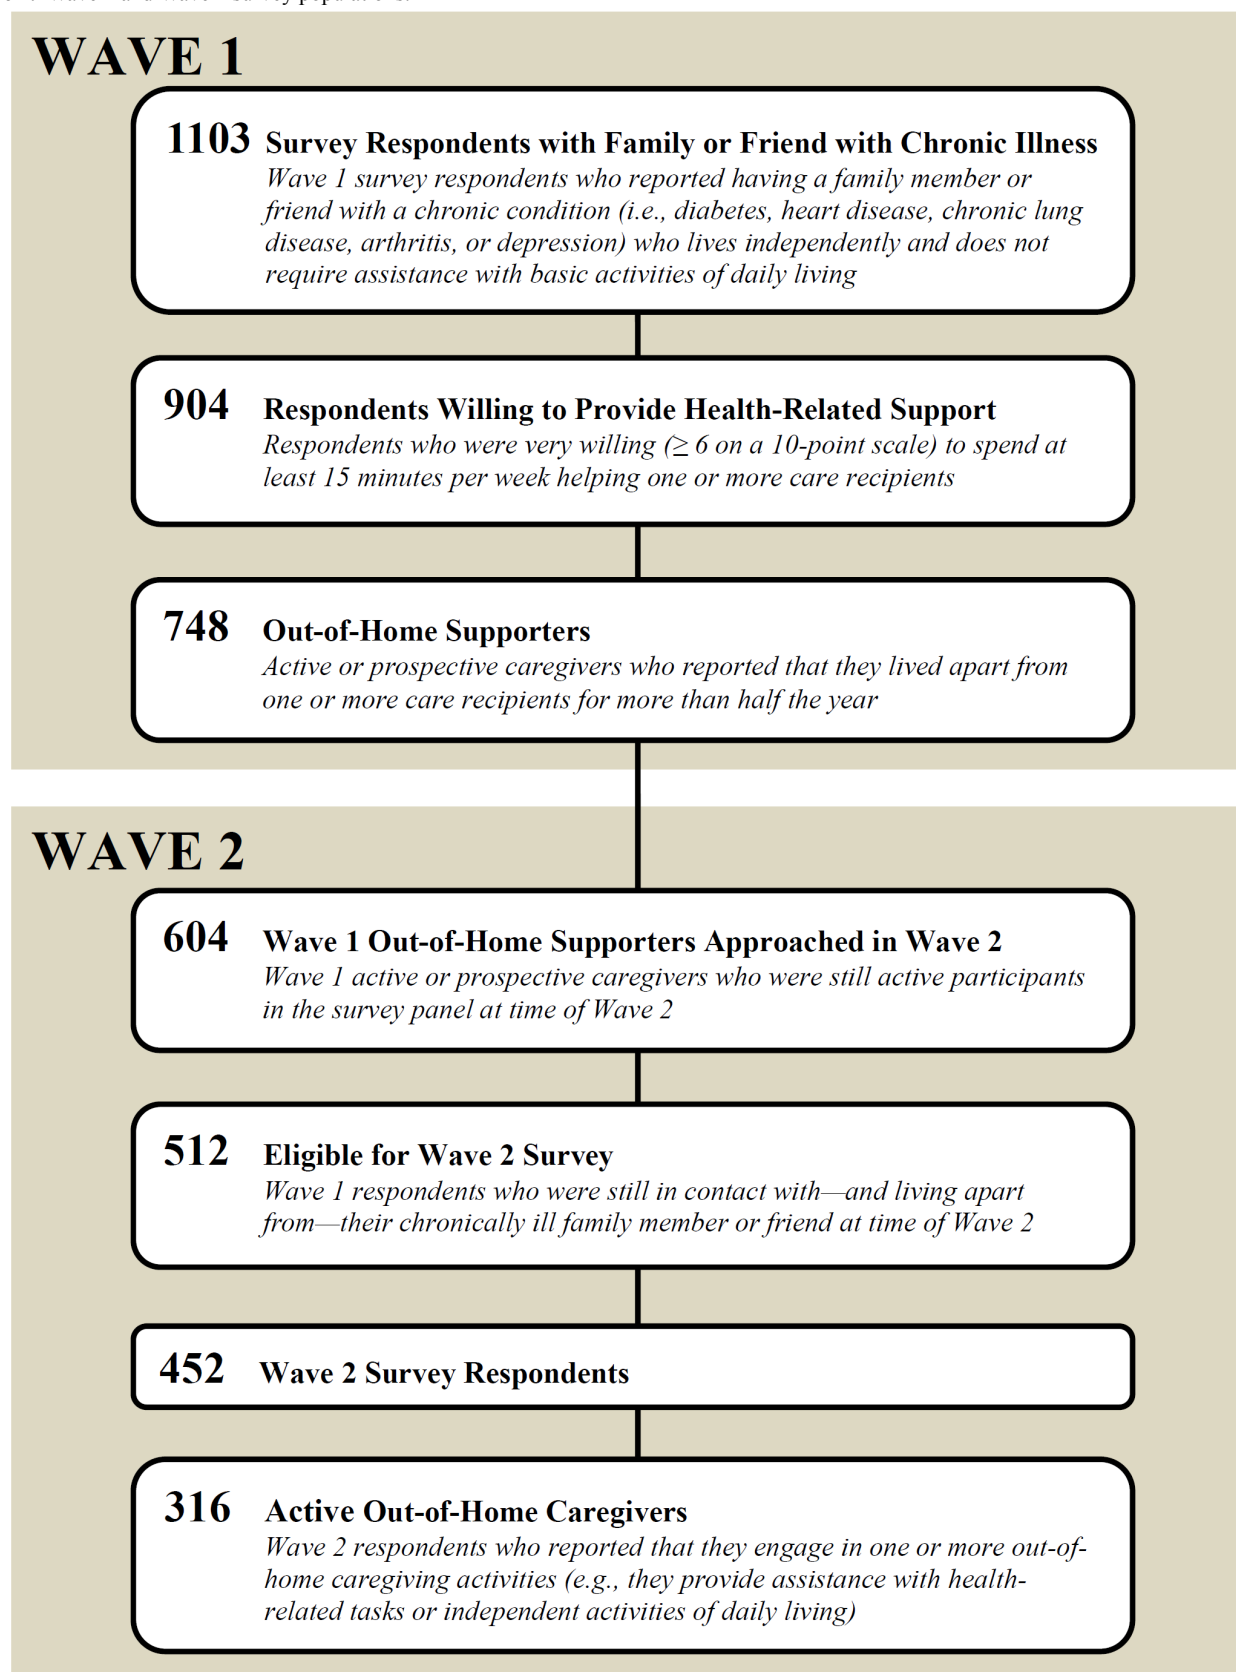 WAVE 1
1103 Survey Respondents with Family or Friend with Chronic Illness
Wave 1 survey respondents who reported having a family member or
friend with a chronic condition (i.e., diabetes, heart disease, chronic lung
disease, arthritis, or depression) who lives independently and does not
require assistance with basic activities of daily living
904 Respondents Willing to Provide Health-Related Support
Respondents who were very willing (≥ 6 on a 10-point scale) to spend at
least 15 minutes per week helping one or more care recipients
748 Out-of-Home Supporters
Active or prospective caregivers who reported that they lived apart from
one or more care recipients for more than half the year
WAVE 2
604 Wave 1 Out-of-Home Supporters Approached in Wave 2
Wave 1 active or prospective caregivers who were still active participants
in the survey panel at time of Wave 2
512 Eligible for Wave 2 Survey
Wave 1 respondents who were still in contact with—and living apart
from—their chronically ill family member or friend at time of Wave 2
452 Wave 2 Survey Respondents
316 Active Out-of-Home Caregivers
Wave 2 respondents who reported that they engage in one or more out-of-
home caregiving activities (e.g., they provide assistance with health-
related tasks or independent activities of daily living)